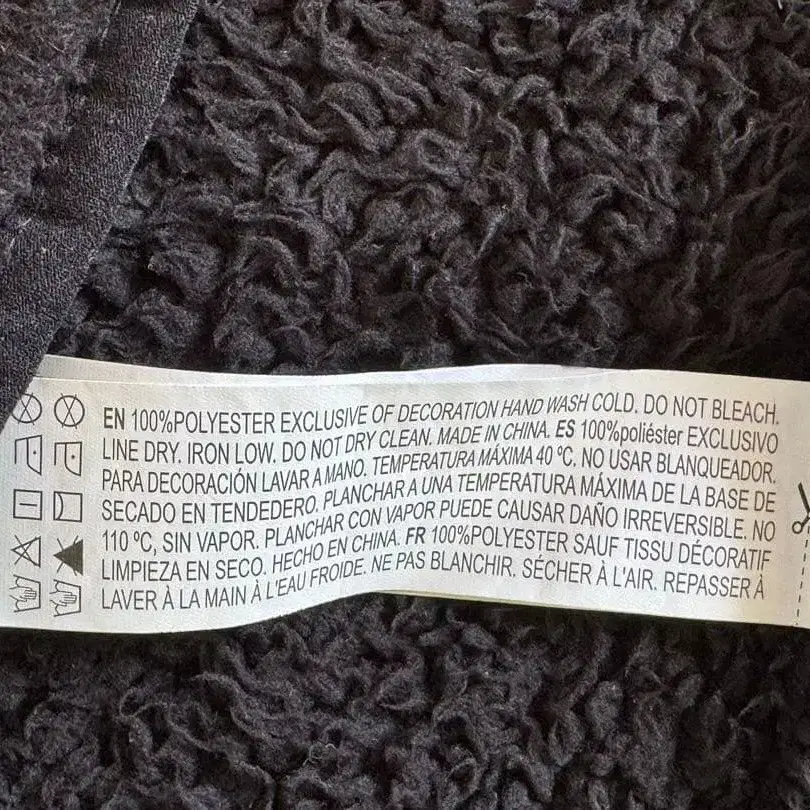 EN 100%POLYESTER EXCLUSIVE OF DECORATION HAND WASH COLD. DO NOT BLEACH.
LINE DRY. IRON LOW. DO NOT DRY CLEAN. MADE IN CHINA. ES 100%poliéster EXCLUSIVO
PARA DECORACIÓN LAVAR A MANO. TEMPERATURA MÁXIMA 40 ºC. NO USAR BLANQUEADOR.
SECADO EN TENDEDERO. PLANCHAR A UNA TEMPERATURA MÁXIMA DE LA BASE DE
110 ºC, SIN VAPOR. PLANCHAR CON VAPOR PUEDE CAUSAR DAÑO IRREVERSIBLE. NO
LIMPIEZA EN SECO. HECHO EN CHINA. FR 100%POLYESTER SAUF TISSU DÉCORATIF
LAVER À LA MAIN À L'EAU FROIDE. NE PAS BLANCHIR. SÉCHER À L'AIR. REPASSER À